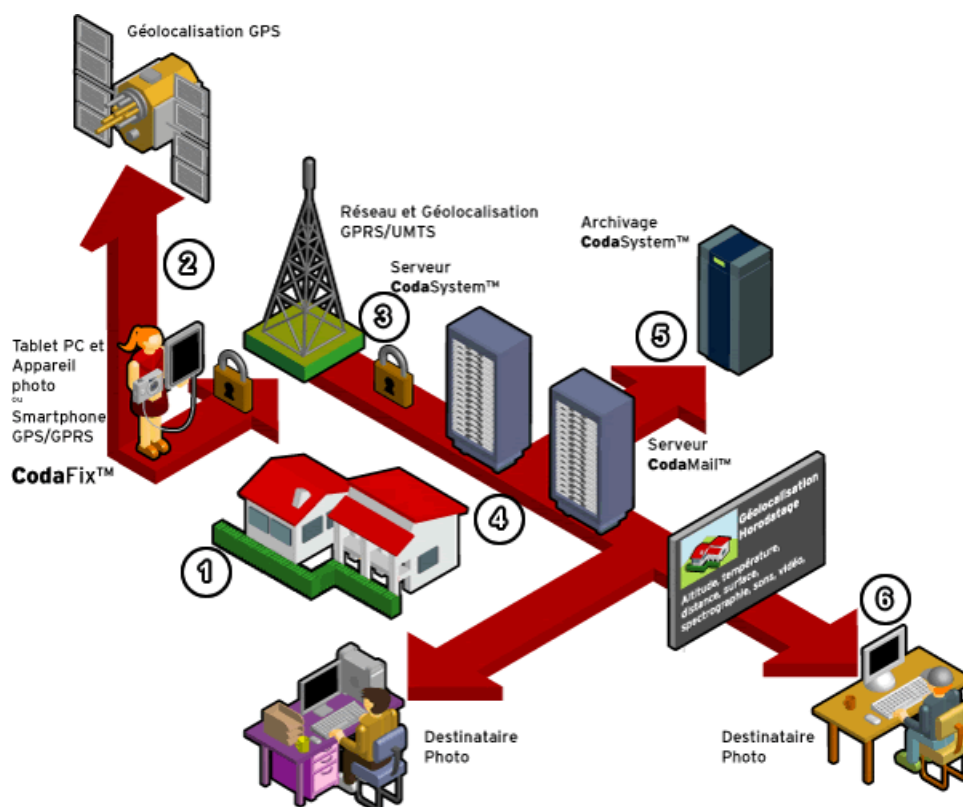 Géolocalisation GPS
2
Réseau et Géolocalisation
GPRS/UMTS
Archivage
CodaSystem™
Serveur
CodaSystem™
3
5
Tablet PC et
Appareil
photo
ou
Smartphone
GPS/GPRS
CodaFix™
Serveur
CodaMail™
4
1
Géolocalisation
Horodatage
Altitude, température,
distance, surface,
spectrographie, sons, vidéo,
6
Destinataire
Photo
Destinataire
Photo